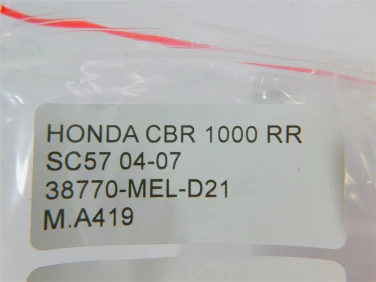 HONDA CBR 1000 RR
SC57 04-07
38770-MEL-D21
M.A419